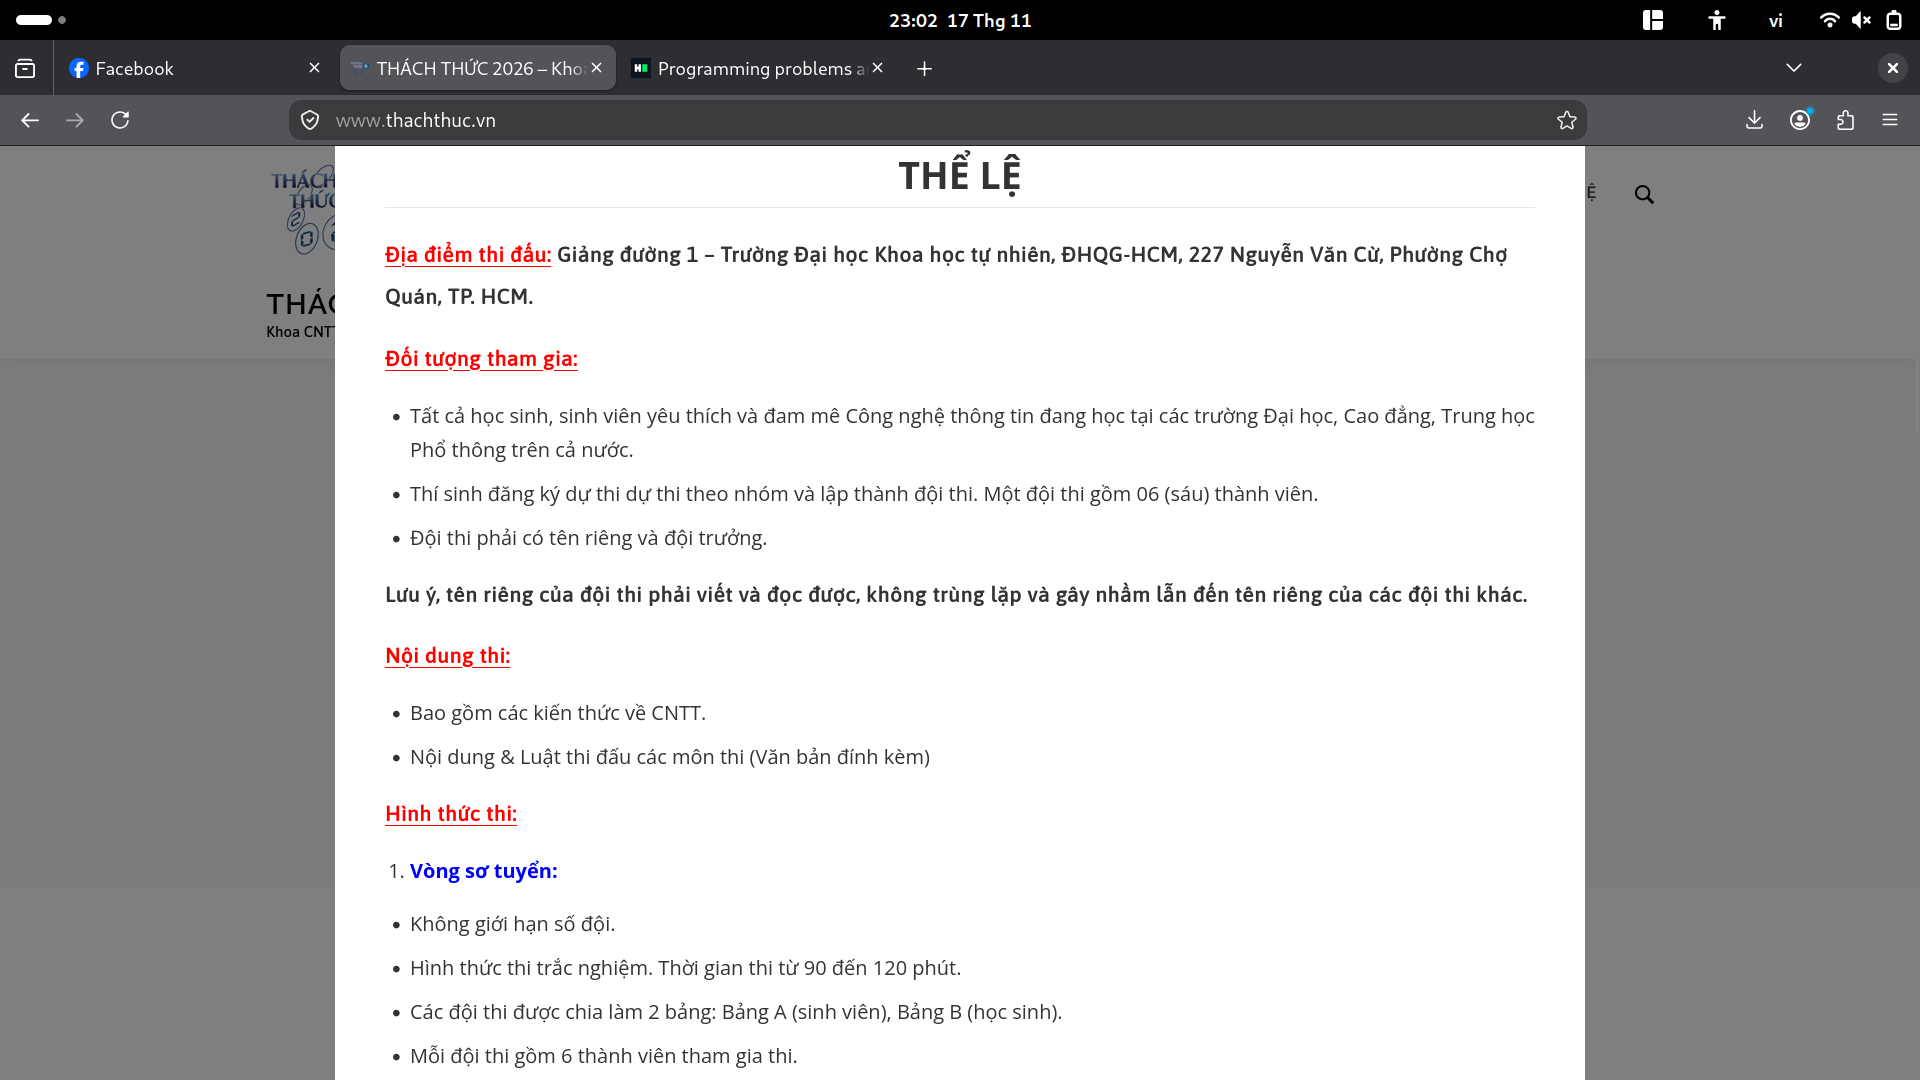 23:02 17 Thg 11
vi
Facebook
THÁCH THỨC 2026 – Kho
Programming problems a
www.thachthuc.vn
THÁCH
THỨC
THỂ LỆ
Ệ
THÁC
Khoa CNT
Địa điểm thi đấu: Giảng đường 1 – Trường Đại học Khoa học tự nhiên, ĐHQG-HCM, 227 Nguyễn Văn Cừ, Phường Chợ
Quán, TP. HCM.
Đối tượng tham gia:
Tất cả học sinh, sinh viên yêu thích và đam mê Công nghệ thông tin đang học tại các trường Đại học, Cao đẳng, Trung học
Phổ thông trên cả nước.
Thí sinh đăng ký dự thi dự thi theo nhóm và lập thành đội thi. Một đội thi gồm 06 (sáu) thành viên.
Đội thi phải có tên riêng và đội trưởng.
Lưu ý, tên riêng của đội thi phải viết và đọc được, không trùng lặp và gây nhầm lẫn đến tên riêng của các đội thi khác.
Nội dung thi:
Bao gồm các kiến thức về CNTT.
Nội dung & Luật thi đấu các môn thi (Văn bản đính kèm)
Hình thức thi:
1. Vòng sơ tuyển:
Không giới hạn số đội.
Hình thức thi trắc nghiệm. Thời gian thi từ 90 đến 120 phút.
Các đội thi được chia làm 2 bảng: Bảng A (sinh viên), Bảng B (học sinh).
Mỗi đội thi gồm 6 thành viên tham gia thi.